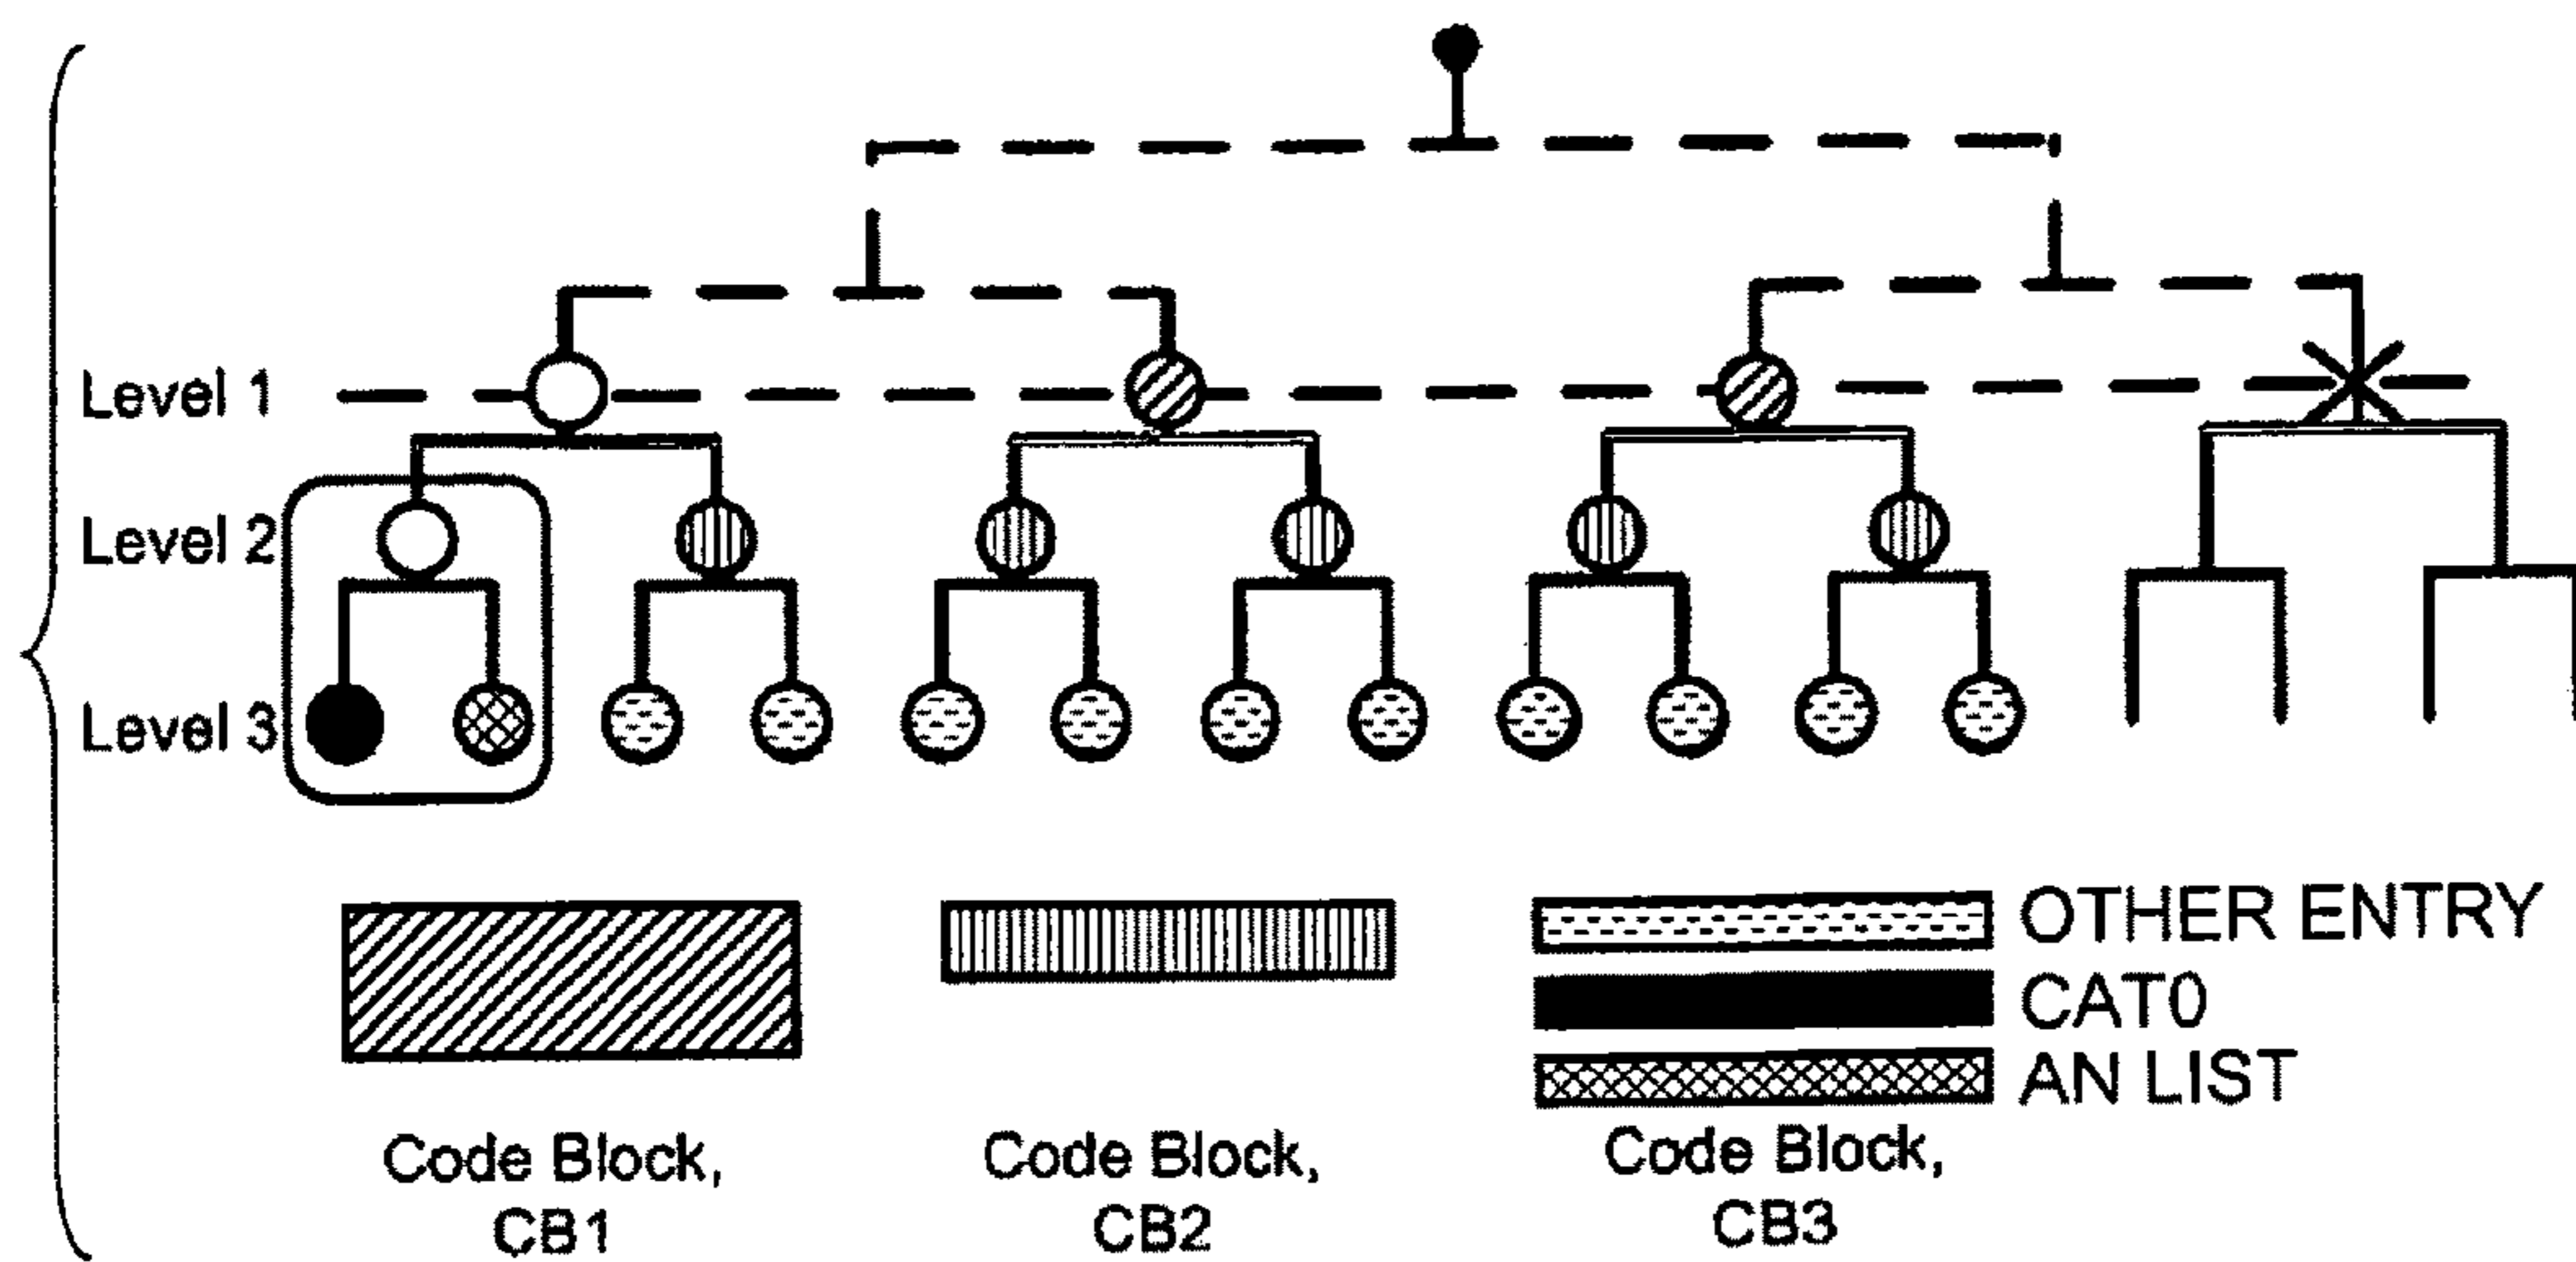 Level 1
Level 2
Level 3
OTHER ENTRY
CAT0
AN LIST
Code Block,
CB1
Code Block,
CB2
Code Block,
CB3